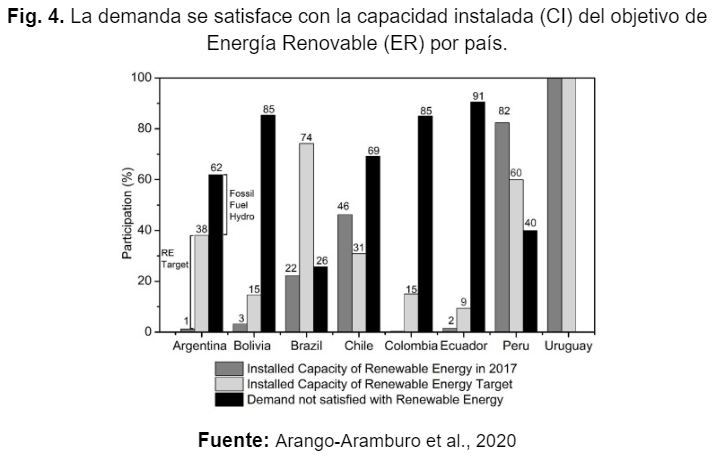 Fig. 4. La demanda se satisface con la capacidad instalada (CI) del objetivo de
Energía Renovable (ER) por país.
Participation (%)
100
80
60
40
20
0
RE
Target
Fossil
Fuel
Hydro
1
38
62
3
15
85
22
74
26
46
31
69
15
85
2
9
91
82
60
40
Argentina Bolivia Brazil Chile Colombia Ecuador Peru Uruguay
Installed Capacity of Renewable Energy in 2017
Installed Capacity of Renewable Energy Target
Demand not satisfied with Renewable Energy
Fuente: Arango-Aramburo et al., 2020